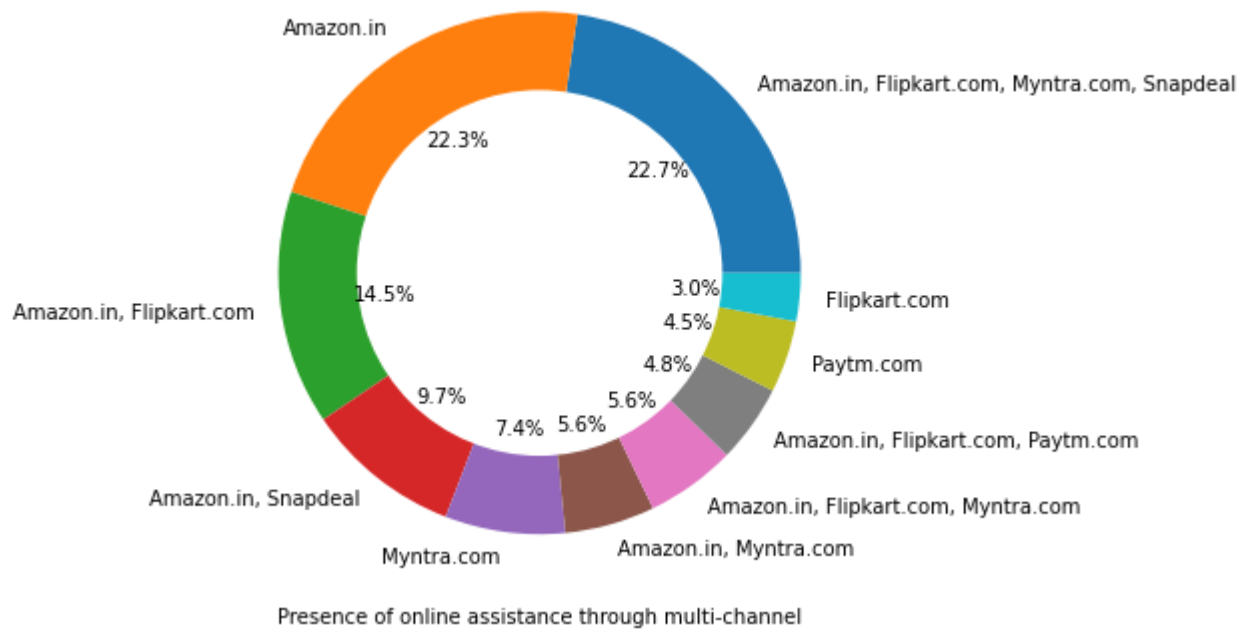 Amazon.in
Amazon.in, Flipkart.com, Myntra.com, Snapdeal
22.3%
22.7%
3.0%
Flipkart.com
Amazon.in, Flipkart.com
14.5%
4.5%
Paytm.com
4.8%
9.7%
5.6%
7.4%
5.6%
Amazon.in, Flipkart.com, Paytm.com
Amazon.in, Snapdeal
Amazon.in, Flipkart.com, Myntra.com
Amazon.in, Myntra.com
Myntra.com
Presence of online assistance through multi-channel